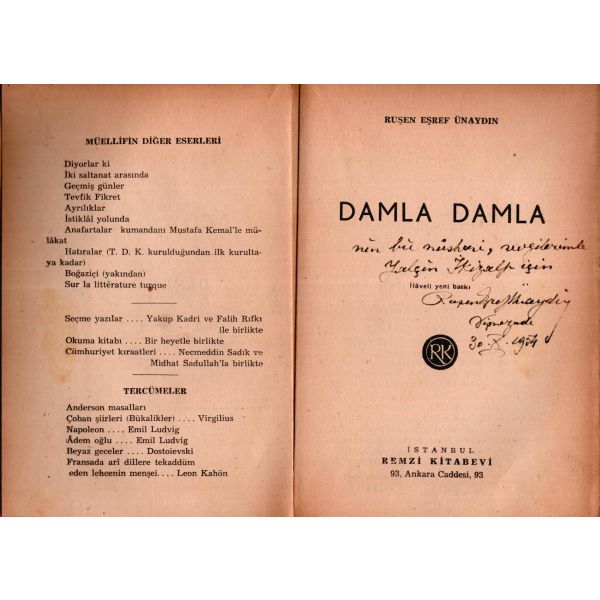 MÜELLİFİN DİĞER ESERLERİ
Diyorlar ki
İki saltanat arasında
Geçmiş günler
Tevfik Fikret
Ayrılıklar
İstiklâl yolunda
Anafartalar kumandanı Mustafa Kemal'le mü-
lâkat
Hatıralar (T. D. K. kurulduğundan ilk kurulta-
ya kadar)
Boğaziçi (yakından)
Sur la littérature turque
Seçme yazılar .... Yakup Kadri ve Falih Rıfkı
ile birlikte
Okuma kitabı .. Bir heyetle birlikte
Cümhuriyet kıraetleri .. Necmeddin Sadık ve
Midhat Sadullah'la birlikte
TERCÜMELER
Anderson masalları
Çoban şiirleri (Bükalikler) .... Virgilius
Napoleon .... Emil Ludvig
Âdem oğlu .. Emil Ludvig
Beyaz geceler .. Dostoievski
Fransada arî dillere tekaddüm
eden lehcenin menşei.... Leon Kahön
RUŞEN EŞREF ÜNAYDIN
DAMLA DAMLA
nın bir nüshası, sevgilerimle
Yalçın İkizalp için
İlâveli yeni baskı
Ruşen Eşref Ünaydın
30. X. 1954
RK
İSTANBUL
REMZİ KİTABEVİ
93, Ankara Caddesi, 93